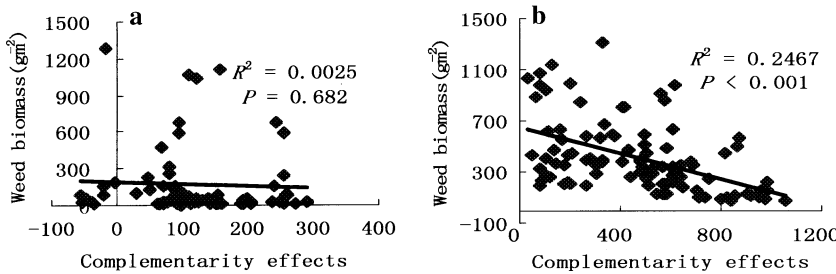 a
1500
1200
900
600
300
0
-100
0
100
200
300
400
Weed biomass(gm⁻²)
R² = 0.0025
P = 0.682
Complementarity effects
b
1500
1100
700
300
-100
0
400
800
1200
Weed biomass(gm⁻²)
R² = 0.2467
P < 0.001
Complementarity effects